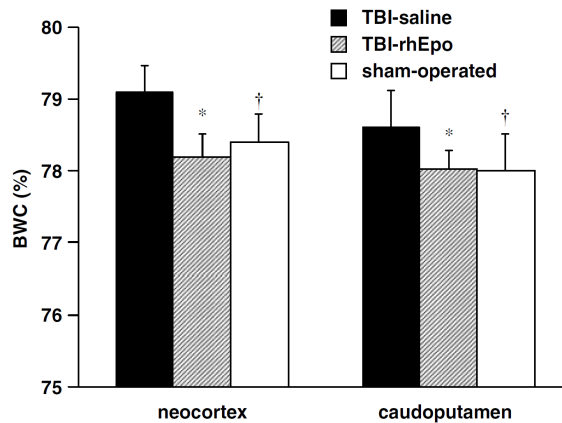 TBI-saline
TBI-rhEpo
sham-operated
BWC (%)
80
79
78
77
76
75
* †
* †
neocortex caudoputamen